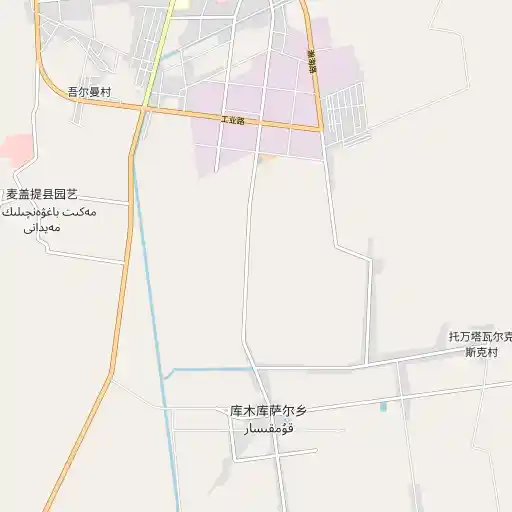 吾尔曼村
工业路
麦盖提县园艺
مەكىت باغۋەنچىلىك
مەيدانى
托万塔瓦尔克
斯克村
库木库萨尔乡
قۇمقىسار